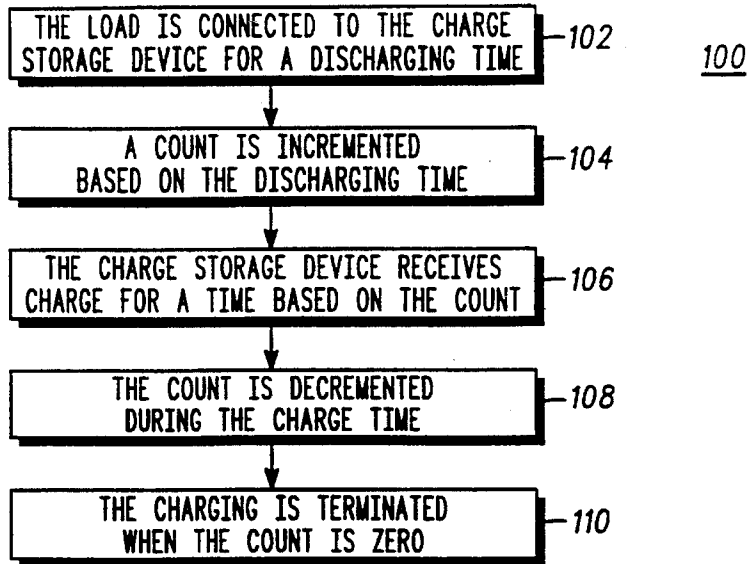 THE LOAD IS CONNECTED TO THE CHARGE
STORAGE DEVICE FOR A DISCHARGING TIME
102
100
A COUNT IS INCREMENTED
BASED ON THE DISCHARGING TIME
104
THE CHARGE STORAGE DEVICE RECEIVES
CHARGE FOR A TIME BASED ON THE COUNT
106
THE COUNT IS DECREMENTED
DURING THE CHARGE TIME
108
THE CHARGING IS TERMINATED
WHEN THE COUNT IS ZERO
110